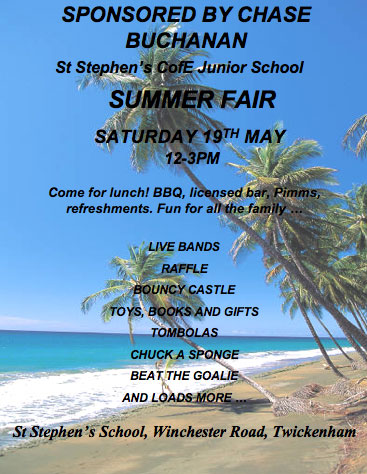 SPONSORED BY CHASE
BUCHANAN
St Stephen's CofE Junior School
SUMMER FAIR
SATURDAY 19TH MAY
12-3PM
Come for lunch! BBQ, licensed bar, Pimms,
refreshments. Fun for all the family …
LIVE BANDS
RAFFLE
BOUNCY CASTLE
TOYS, BOOKS AND GIFTS
TOMBOLAS
CHUCK A SPONGE
BEAT THE GOALIE
AND LOADS MORE …
St Stephen's School, Winchester Road, Twickenham